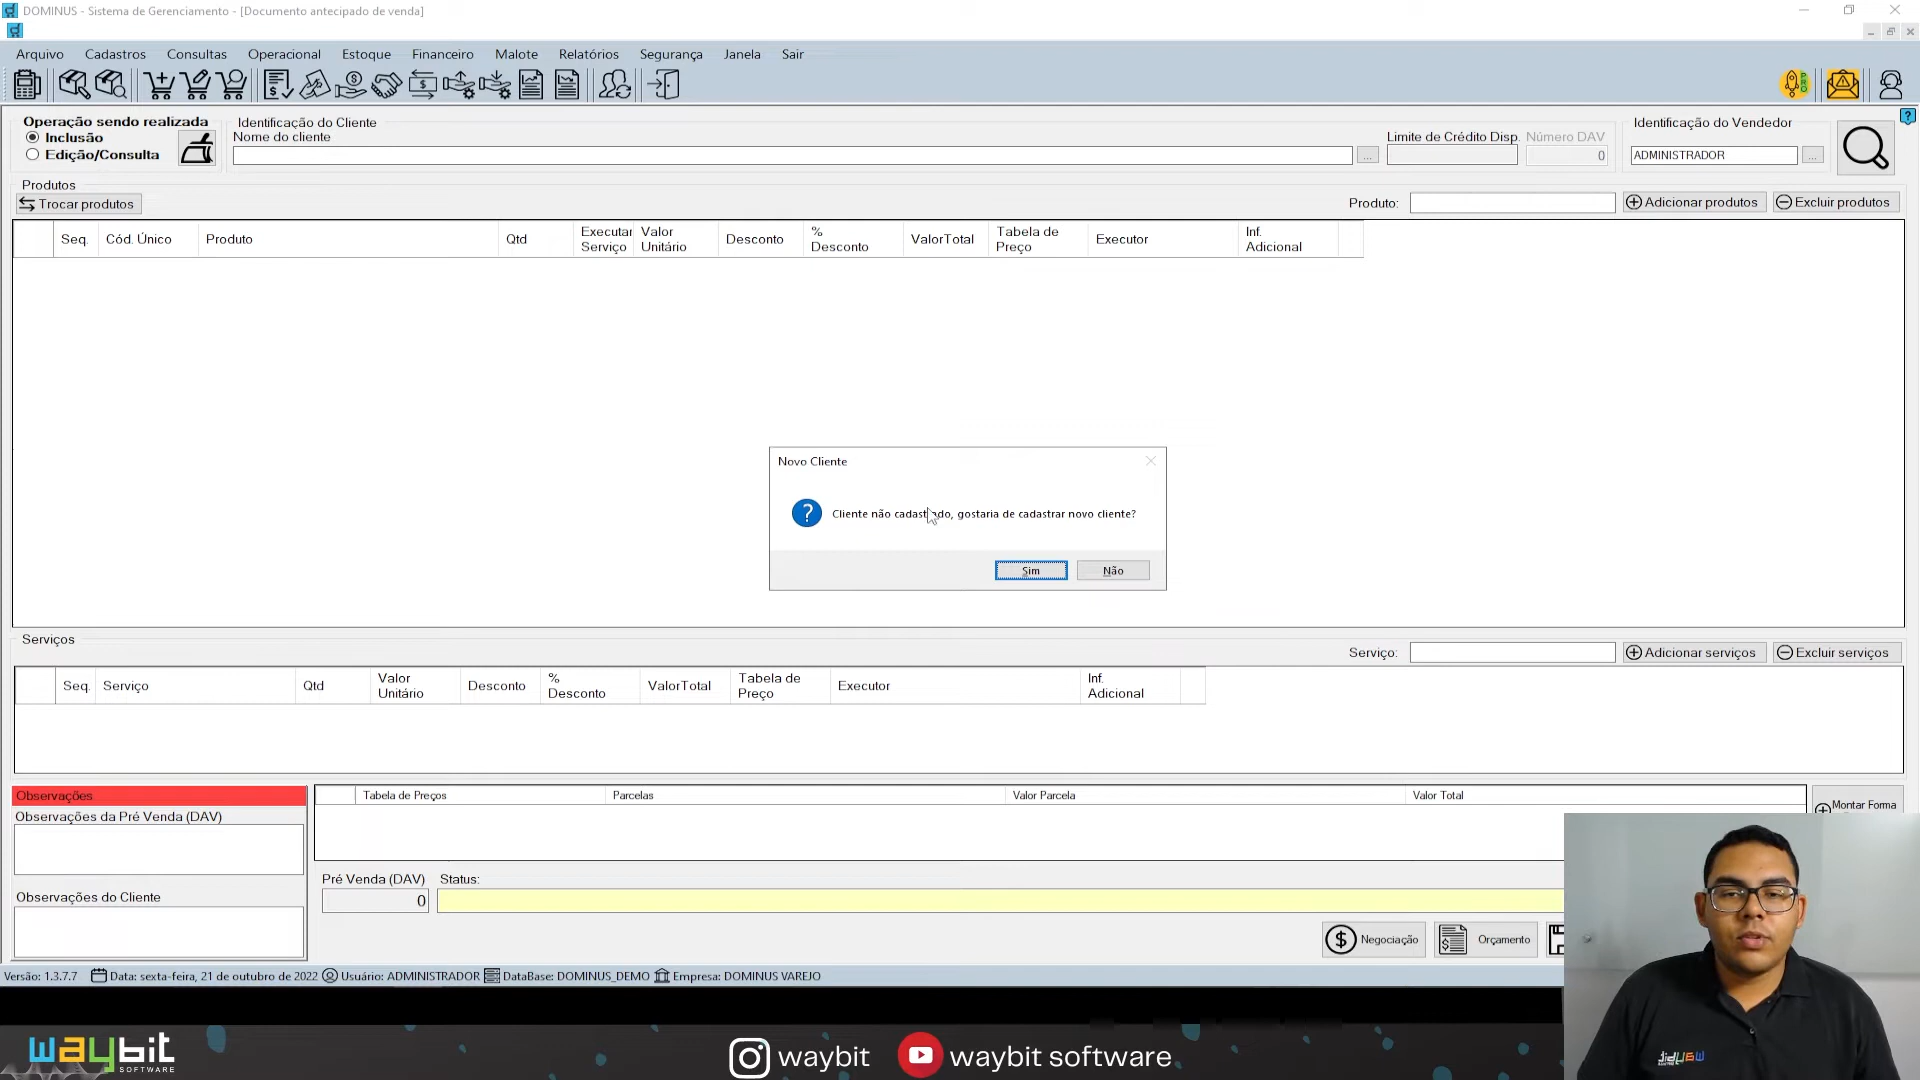 DOMINUS - Sistema de Gerenciamento - [Documento antecipado de venda]
Arquivo Cadastros Consultas Operacional Estoque Financeiro Malote Relatórios Segurança Janela Sair
Operação sendo realizada
Inclusão
Edição/Consulta
Identificação do Cliente
Nome do cliente
...
Limite de Crédito Disp.
Número DAV
0
Identificação do Vendedor
ADMINISTRADOR
...
?
Produtos
Trocar produtos
Produto:
Adicionar produtos
Excluir produtos
Seq. Cód. Único Produto Qtd Executar Serviço Valor Unitário Desconto % Desconto ValorTotal Tabela de Preço Executor Inf. Adicional
Novo Cliente
? Cliente não cadastrado, gostaria de cadastrar novo cliente?
Sim Não
Serviços
Serviço:
Adicionar serviços
Excluir serviços
Seq. Serviço Qtd Valor Unitário Desconto % Desconto ValorTotal Tabela de Preço Executor Inf. Adicional
Observações
Observações da Pré Venda (DAV)
Observações do Cliente
Tabela de Preços Parcelas Valor Parcela Valor Total
Montar Forma
Pré Venda (DAV) Status:
0
Negociação
Orçamento
Versão: 1.3.7.7 Data: sexta-feira, 21 de outubro de 2022 Usuário: ADMINISTRADOR DataBase: DOMINUS_DEMO Empresa: DOMINUS VAREJO
waybit
SOFTWARE
waybit
waybit software
waybit